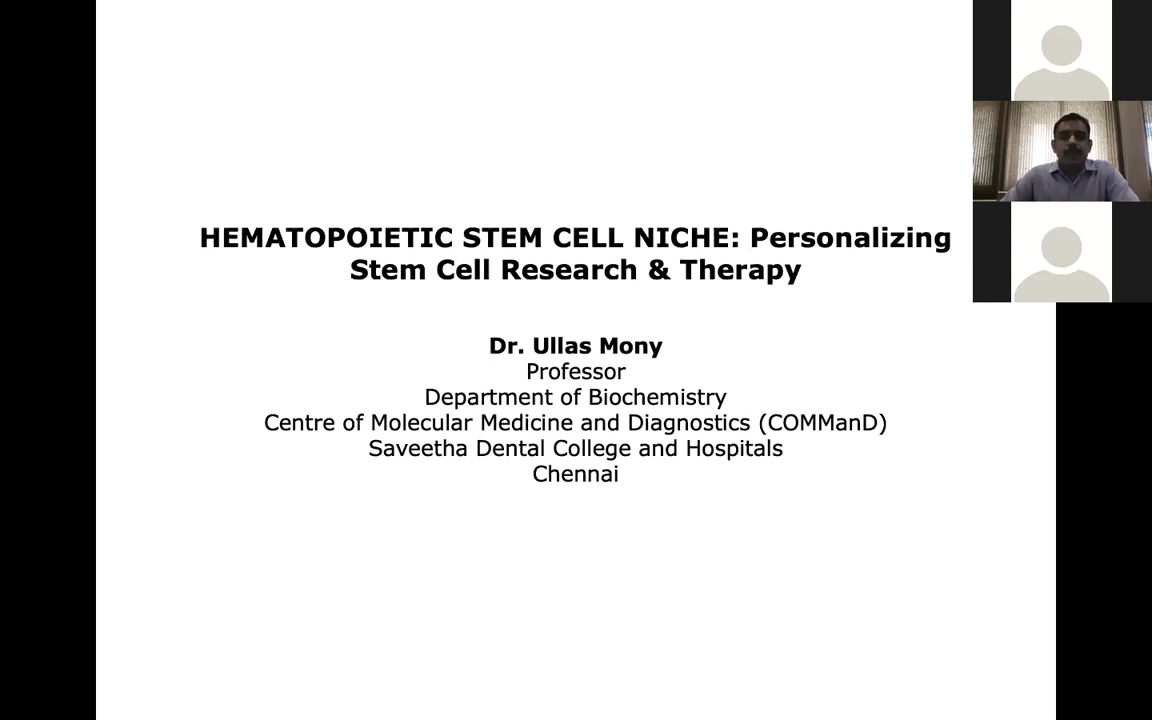 HEMATOPOIETIC STEM CELL NICHE: Personalizing
Stem Cell Research & Therapy
Dr. Ullas Mony
Professor
Department of Biochemistry
Centre of Molecular Medicine and Diagnostics (COMManD)
Saveetha Dental College and Hospitals
Chennai